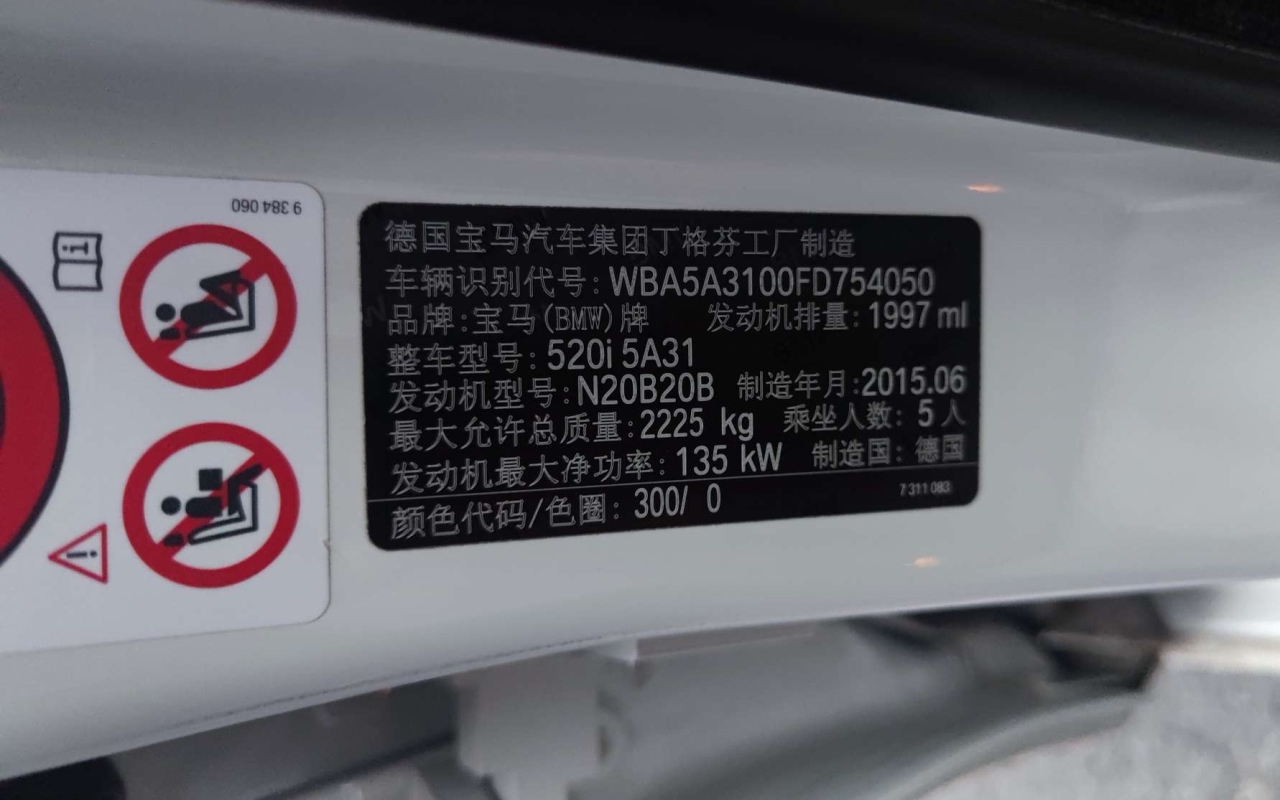 9 384 060
德国宝马汽车集团丁格芬工厂制造
车辆识别代号: WBA5A3100FD754050
品牌:宝马(BMW)牌 发动机排量: 1997 ml
整车型号: 520i 5A31
发动机型号: N20B20B 制造年月:2015.06
最大允许总质量: 2225 kg 乘坐人数: 5 人
发动机最大净功率: 135 kW 制造国: 德国
颜色代码/色圈: 300/ 0 7 311 083